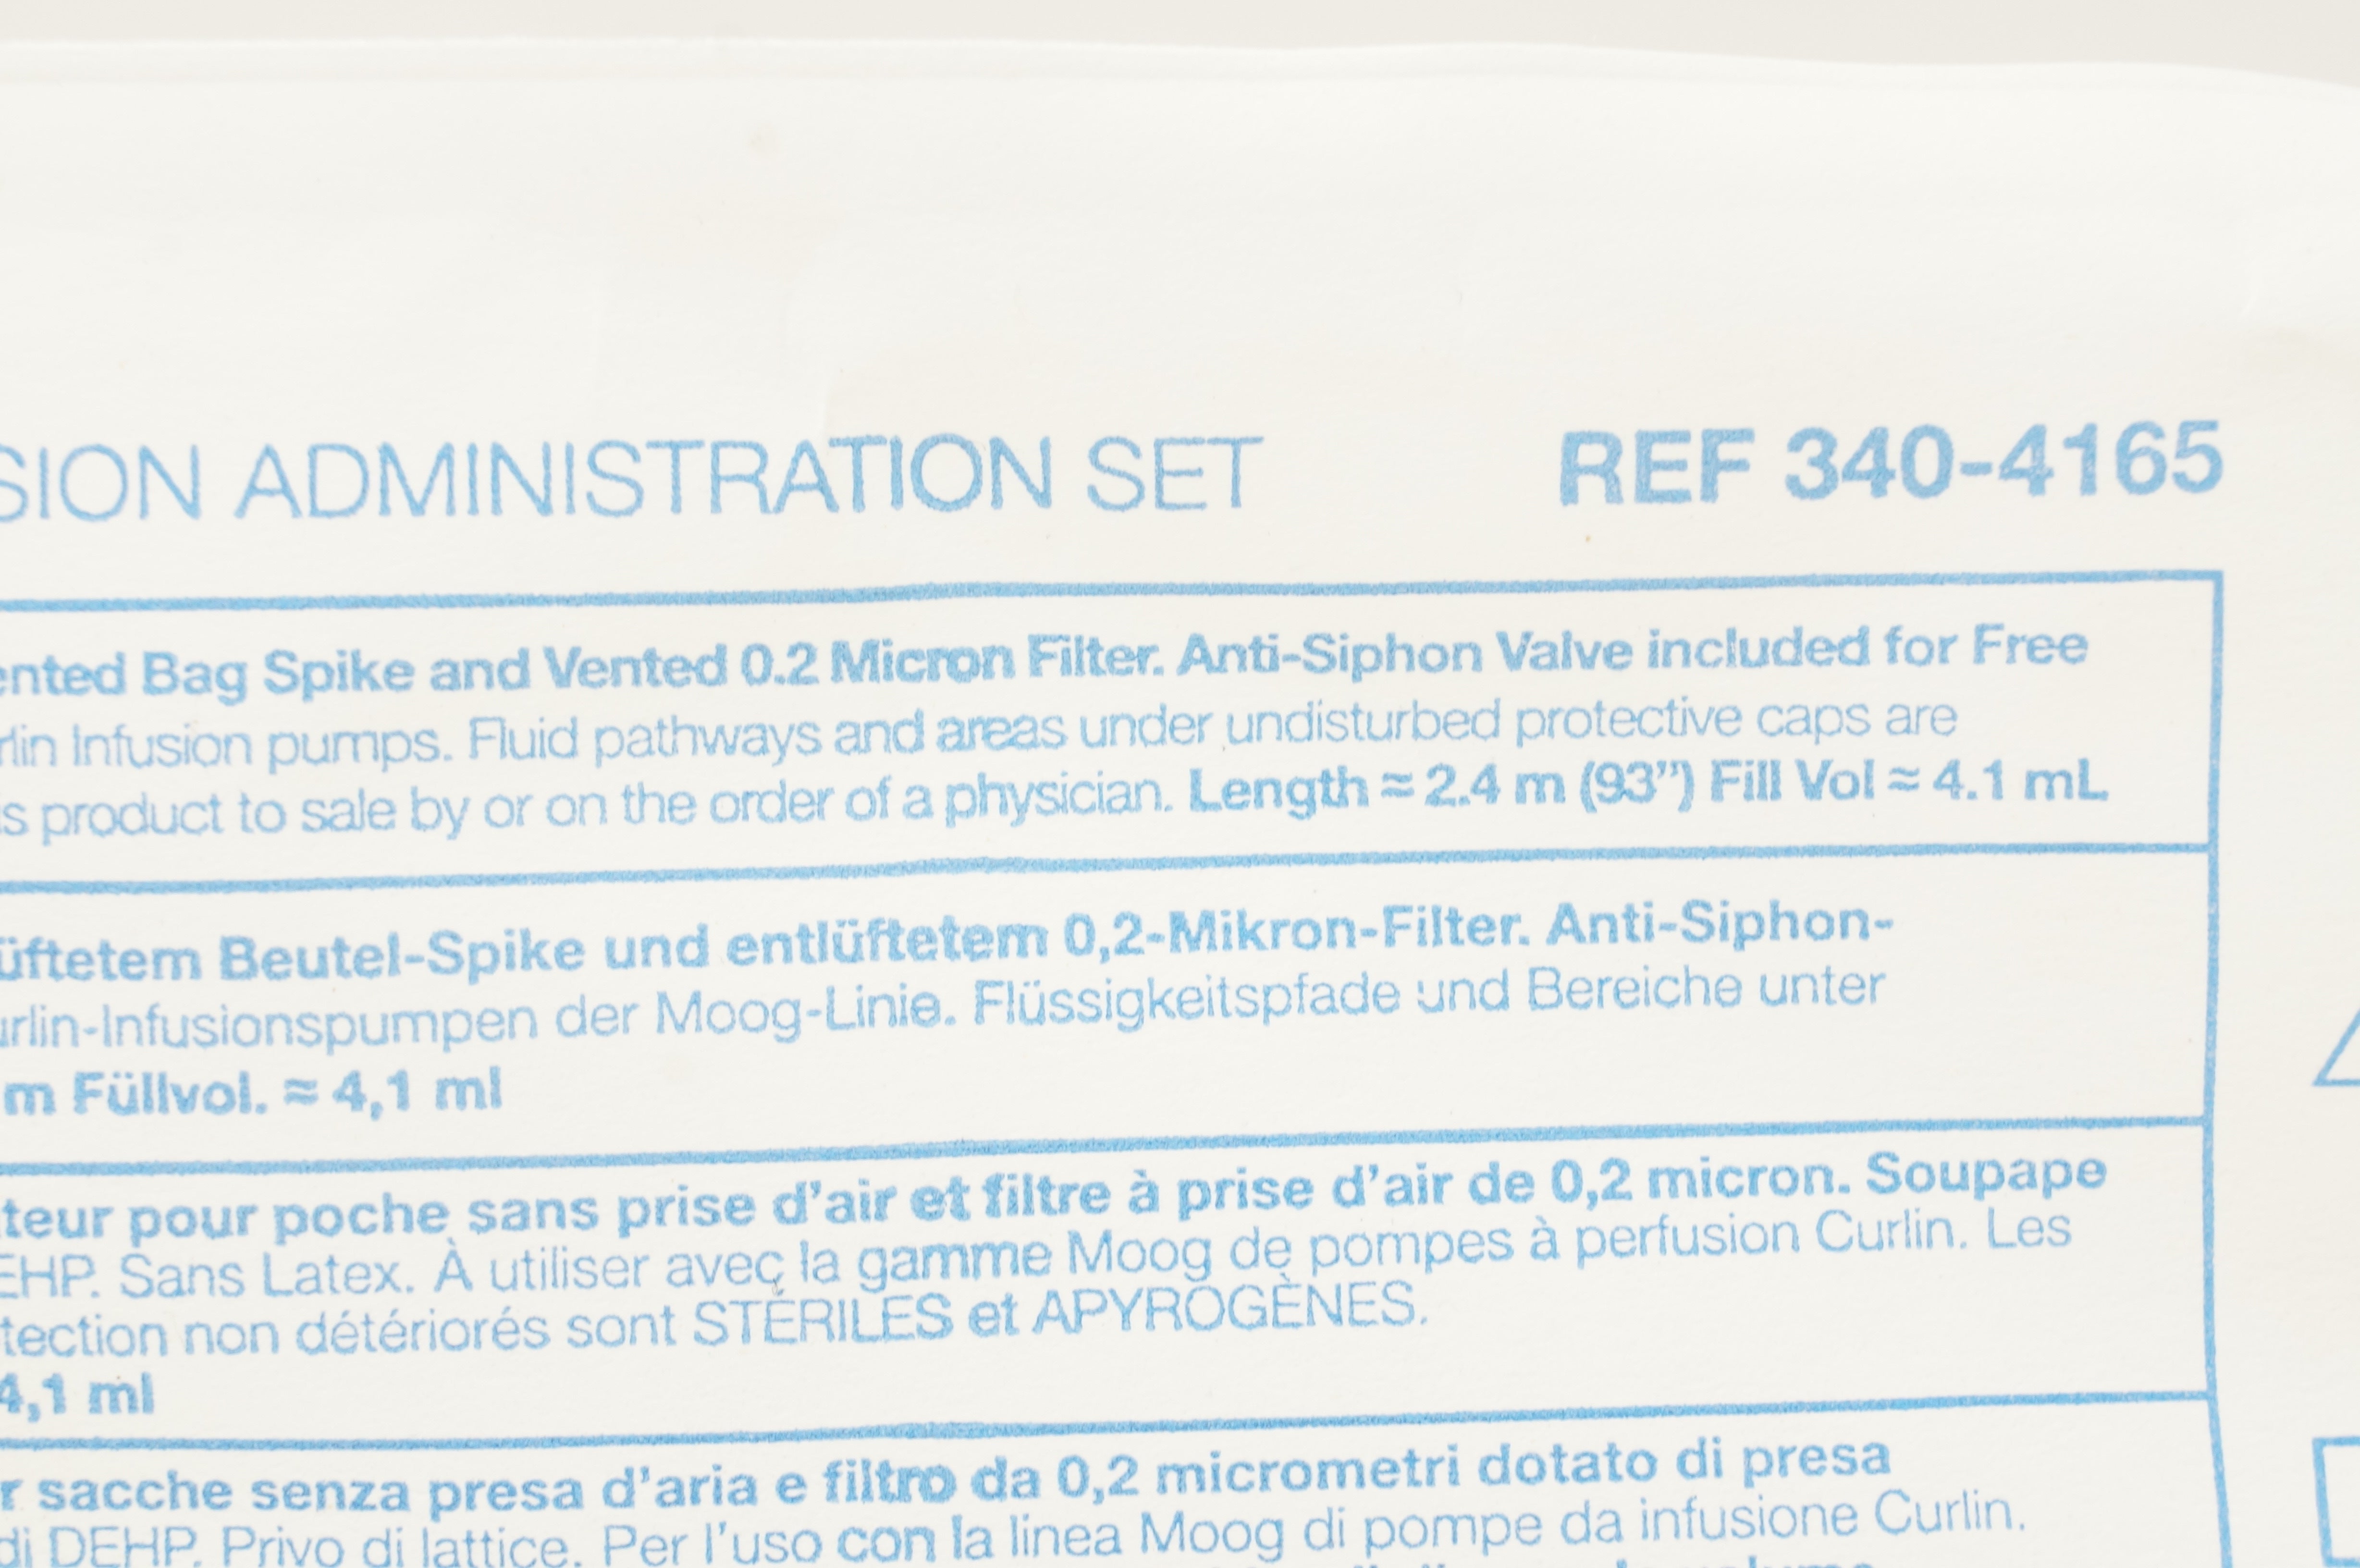 SION ADMINISTRATION SET
REF 340-4165
ented Bag Spike and Vented 0.2 Micron Filter. Anti-Siphon Valve included for Free
rlin Infusion pumps. Fluid pathways and areas under undisturbed protective caps are
is product to sale by or on the order of a physician. Length ≈ 2.4 m (93”) Fill Vol ≈ 4.1 mL
üftetem Beutel-Spike und entlüftetem 0,2-Mikron-Filter. Anti-Siphon-
urlin-Infusionspumpen der Moog-Linie. Flüssigkeitspfade und Bereiche unter
m Füllvol. ≈ 4,1 ml
teur pour poche sans prise d’air et filtre à prise d’air de 0,2 micron. Soupape
EHP. Sans Latex. À utiliser avec la gamme Moog de pompes à perfusion Curlin. Les
tection non détériorés sont STÉRILES et APYROGÈNES.
4,1 ml
r sacche senza presa d’aria e filtro da 0,2 micrometri dotato di presa
di DEHP. Privo di lattice. Per l’uso con la linea Moog di pompe da infusione Curlin.